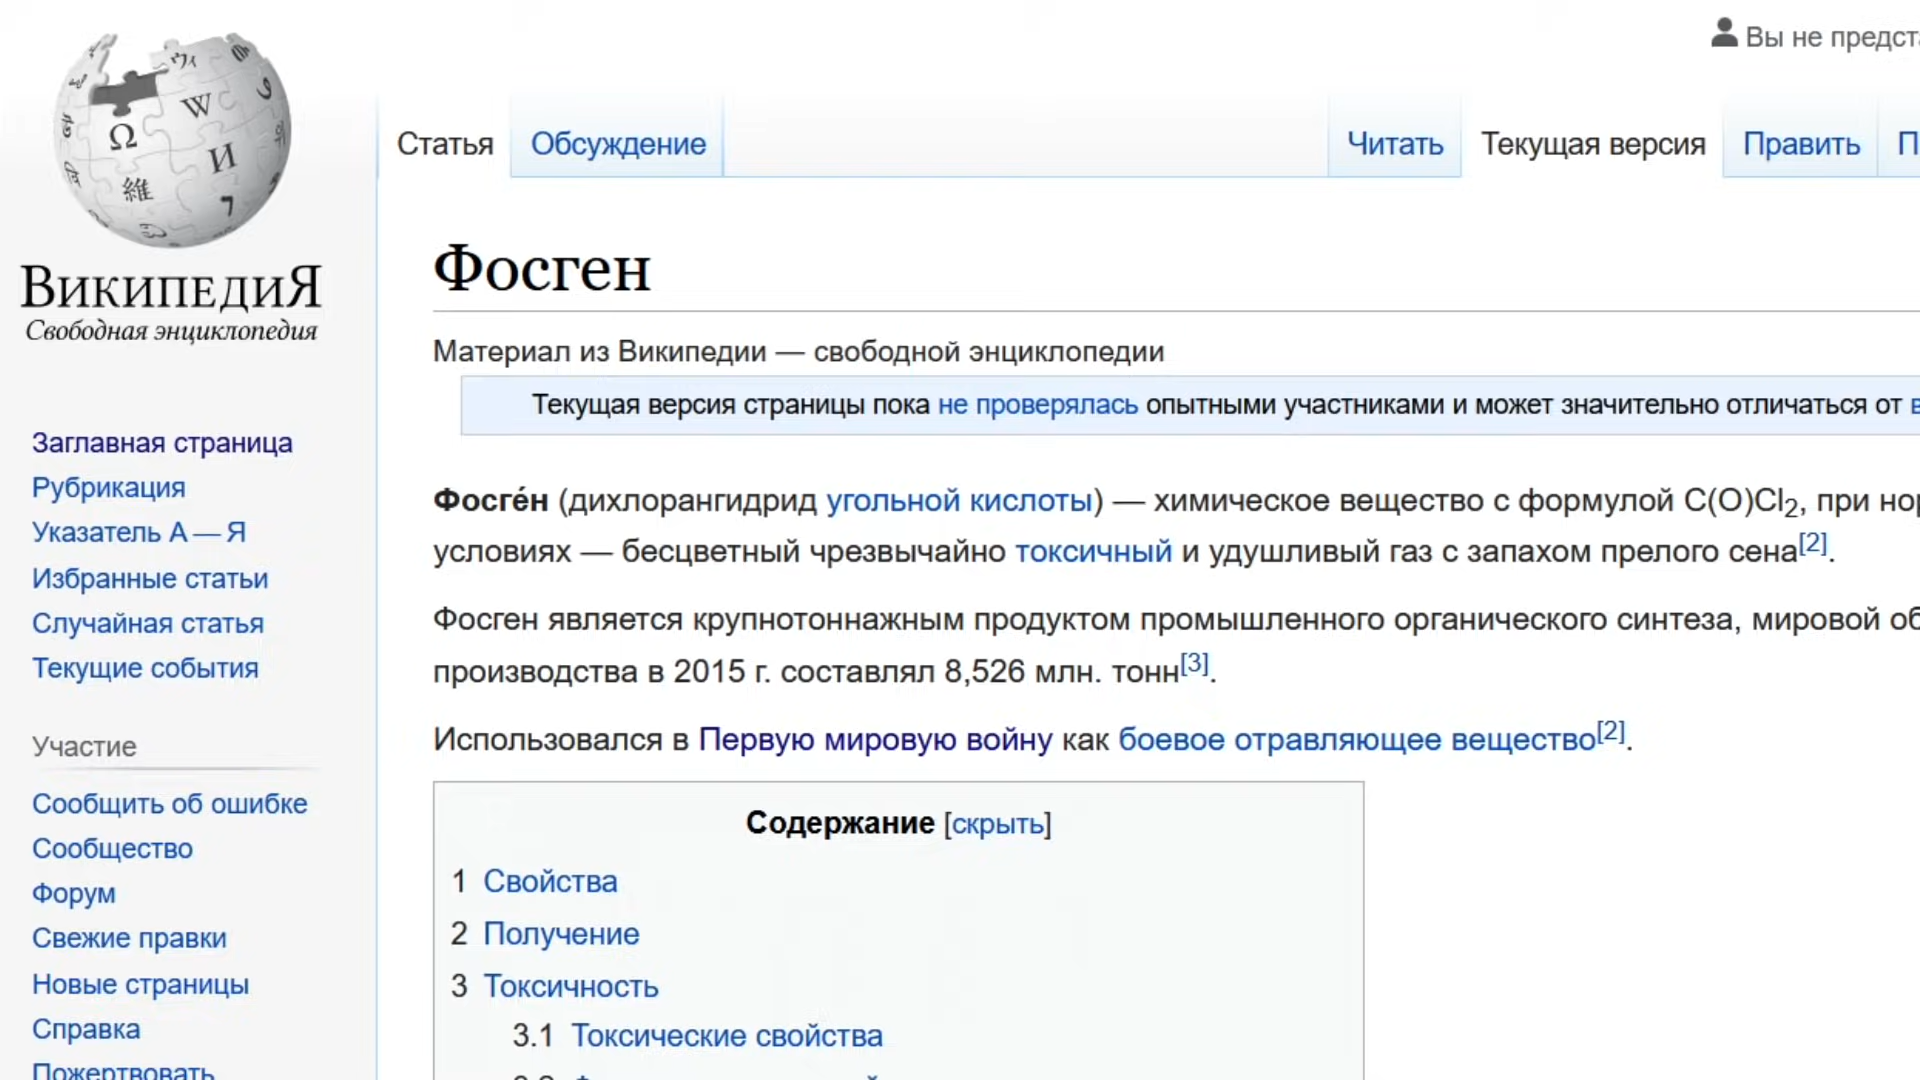 Вы не предст
Статья
Обсуждение
Читать
Текущая версия
Править
ВикипедиЯ
Свободная энциклопедия
Фосген
Материал из Википедии — свободной энциклопедии
Текущая версия страницы пока не проверялась опытными участниками и может значительно отличаться от в
Фосге́н (дихлорангидрид угольной кислоты) — химическое вещество с формулой C(O)Cl2, при нор
условиях — бесцветный чрезвычайно токсичный и удушливый газ с запахом прелого сена[2].
Фосген является крупнотоннажным продуктом промышленного органического синтеза, мировой об
производства в 2015 г. составлял 8,526 млн. тонн[3].
Использовался в Первую мировую войну как боевое отравляющее вещество[2].
Содержание [скрыть]
1 Свойства
2 Получение
3 Токсичность
3.1 Токсические свойства
Заглавная страница
Рубрикация
Указатель А — Я
Избранные статьи
Случайная статья
Текущие события
Участие
Сообщить об ошибке
Сообщество
Форум
Свежие правки
Новые страницы
Справка
Пожертвовать